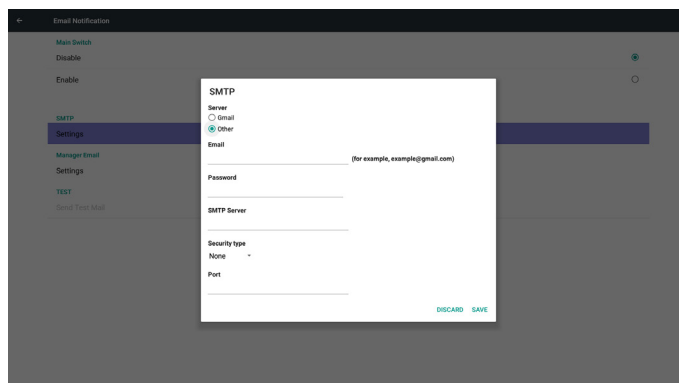 Email Notification
Main Switch
Disable
Enable
SMTP
Settings
Manager Email
Settings
TEST
Send Test Mail
SMTP
Server
Gmail
Other
Email
(for example, example@gmail.com)
Password
SMTP Server
Security type
None
Port
DISCARD SAVE